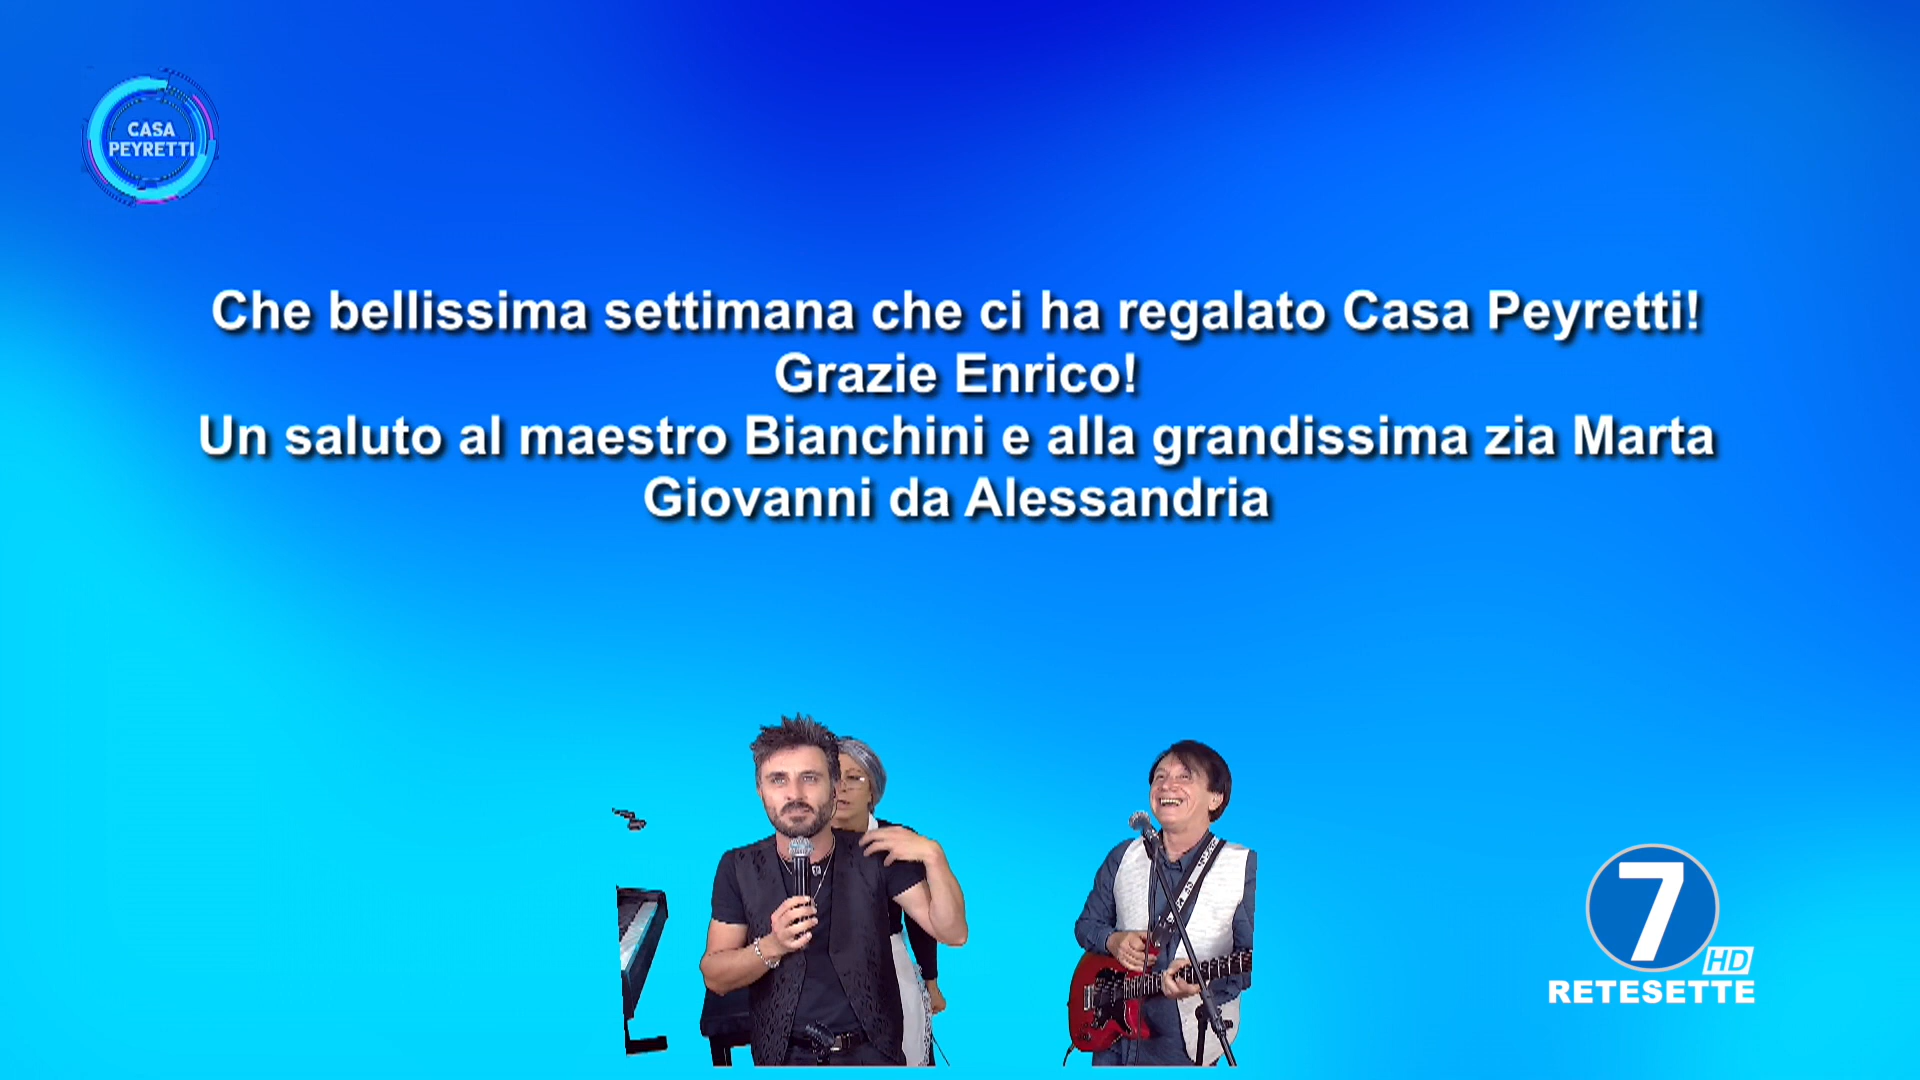 CASA
PEYRETTI
Che bellissima settimana che ci ha regalato Casa Peyretti!
Grazie Enrico!
Un saluto al maestro Bianchini e alla grandissima zia Marta
Giovanni da Alessandria
7
HD
RETESETTE